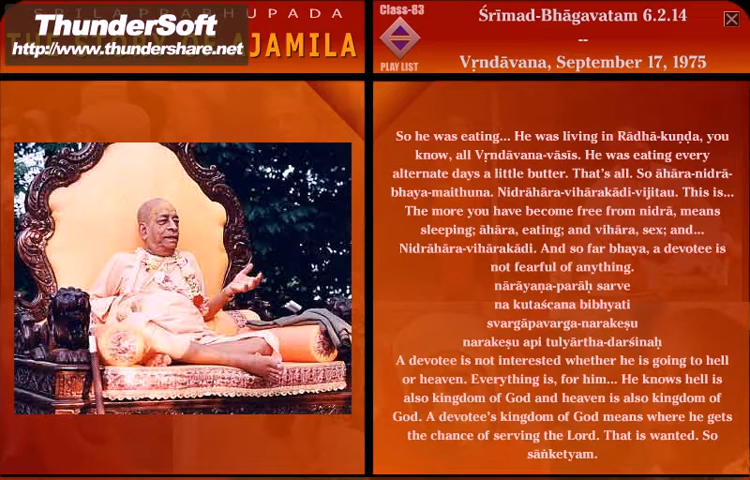 SRILA PRABHUPADA
ThunderSoft
http://www.thundershare.net
AJAMILA
Class-63
PLAY LIST
Śrīmad-Bhāgavatam 6.2.14
--
Vṛndāvana, September 17, 1975
So he was eating... He was living in Rādhā-kuṇḍa, you
know, all Vṛndāvana-vāsīs. He was eating every
alternate days a little butter. That's all. So āhāra-nidrā-
bhaya-maithuna. Nidrāhāra-vihārakādi-vijitau. This is...
The more you have become free from nidrā, means
sleeping; āhāra, eating; and vihāra, sex; and...
Nidrāhāra-vihārakādi. And so far bhaya, a devotee is
not fearful of anything.
nārāyaṇa-parāḥ sarve
na kutaścana bibhyati
svargāpavarga-narakeṣu
narakeṣu api tulyārtha-darśinaḥ
A devotee is not interested whether he is going to hell
or heaven. Everything is, for him... He knows hell is
also kingdom of God and heaven is also kingdom of
God. A devotee's kingdom of God means where he gets
the chance of serving the Lord. That is wanted. So
sāṅketyam.